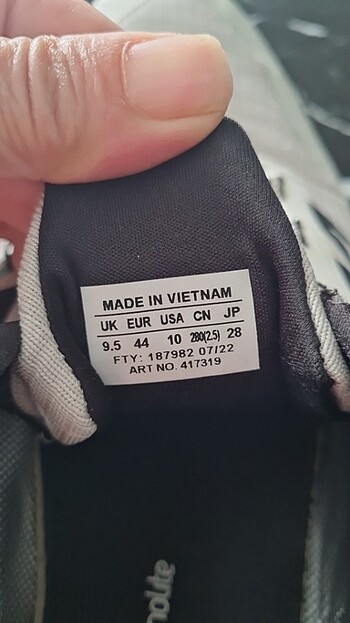 MADE IN VIETNAM
UK EUR USA CN JP
9.5 44 10 280(2.5) 28
FTY: 187982 07/22
ART NO. 417319